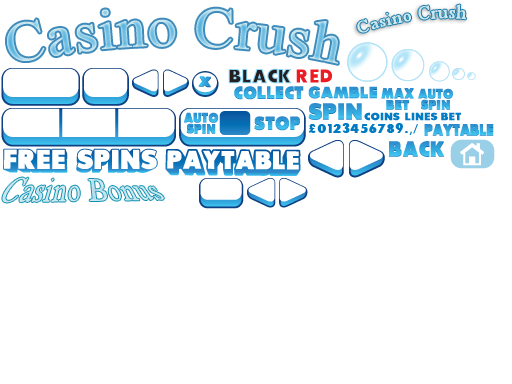 Casino Crush
Casino Crush
X
BLACK RED
COLLECT GAMBLE MAX BET AUTO SPIN
AUTO SPIN STOP
SPIN
COINS LINES BET
£0123456789.,/ PAYTABLE
FREE SPINS PAYTABLE
BACK
Casino Bonus